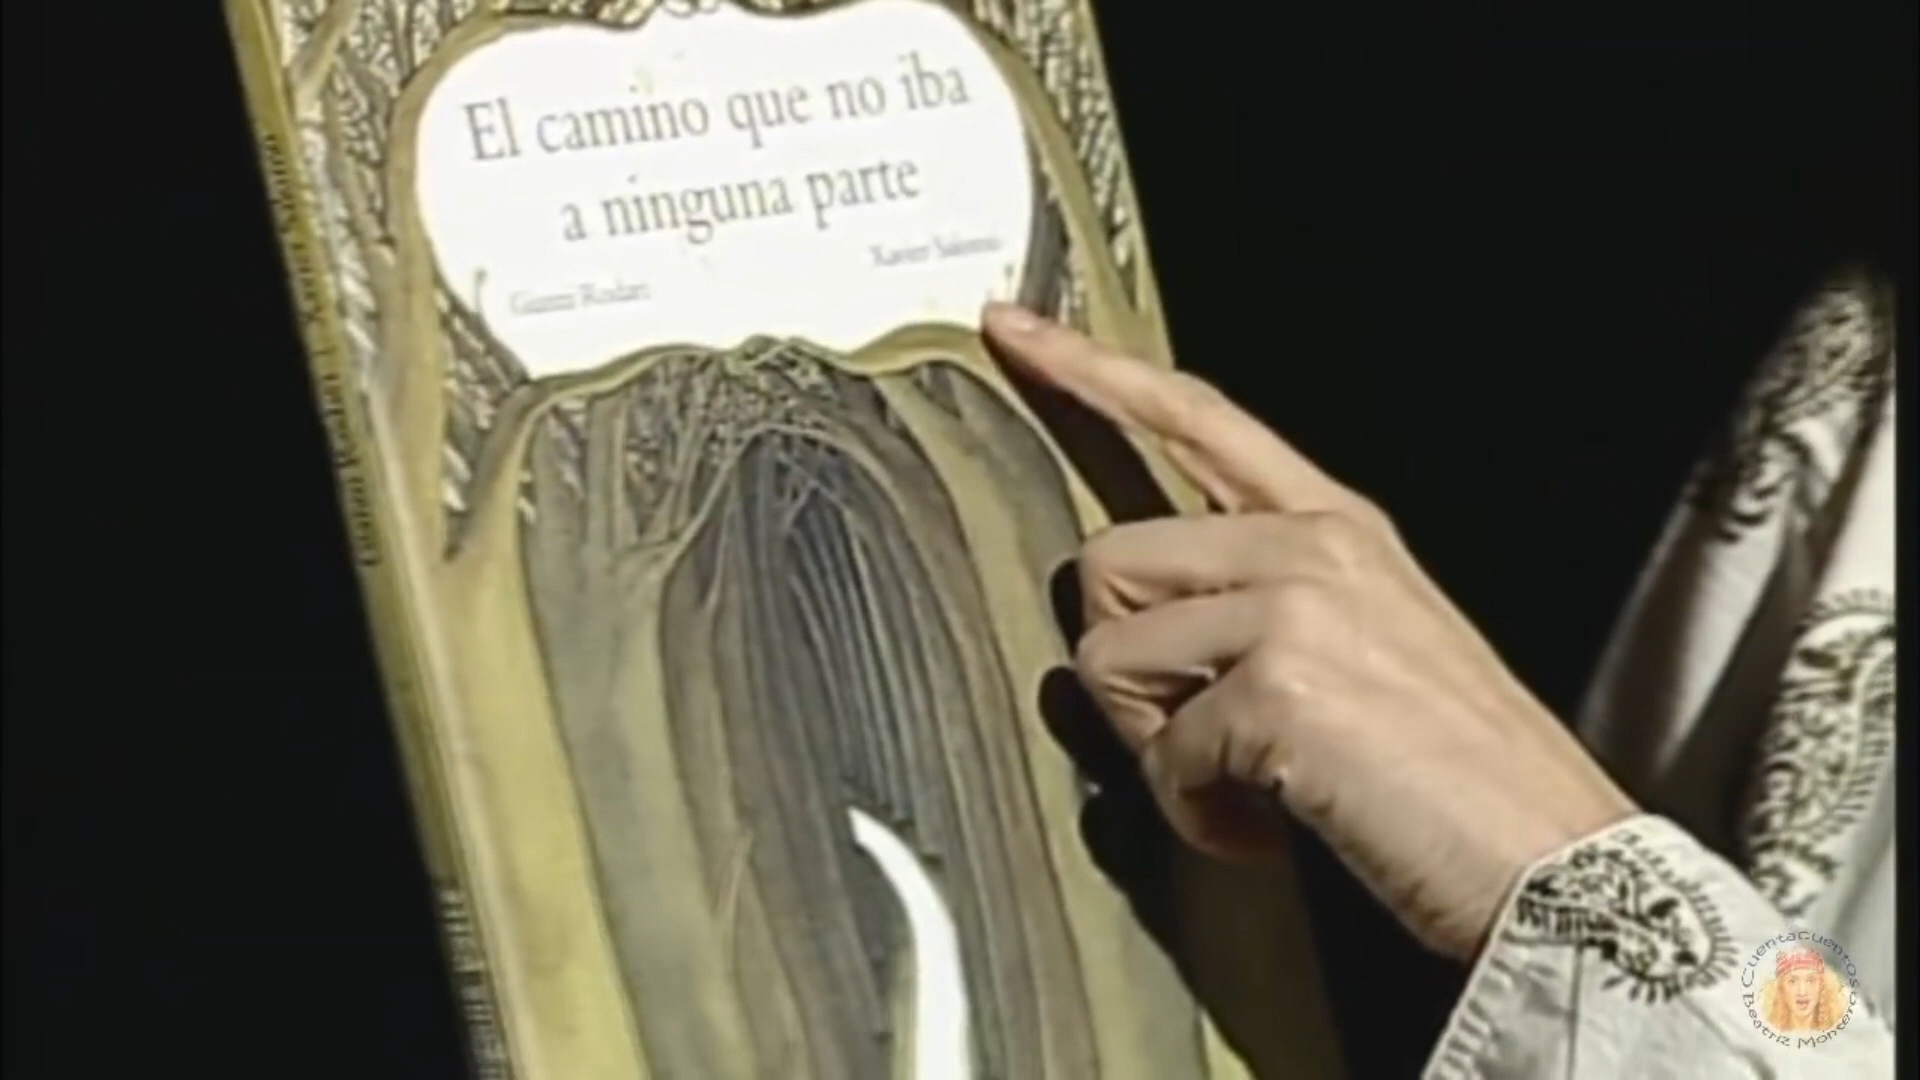 El camino que no iba
a ninguna parte
Xavier Salomó
Gianni Rodari
Cuentacuentos
Beatriz Montero